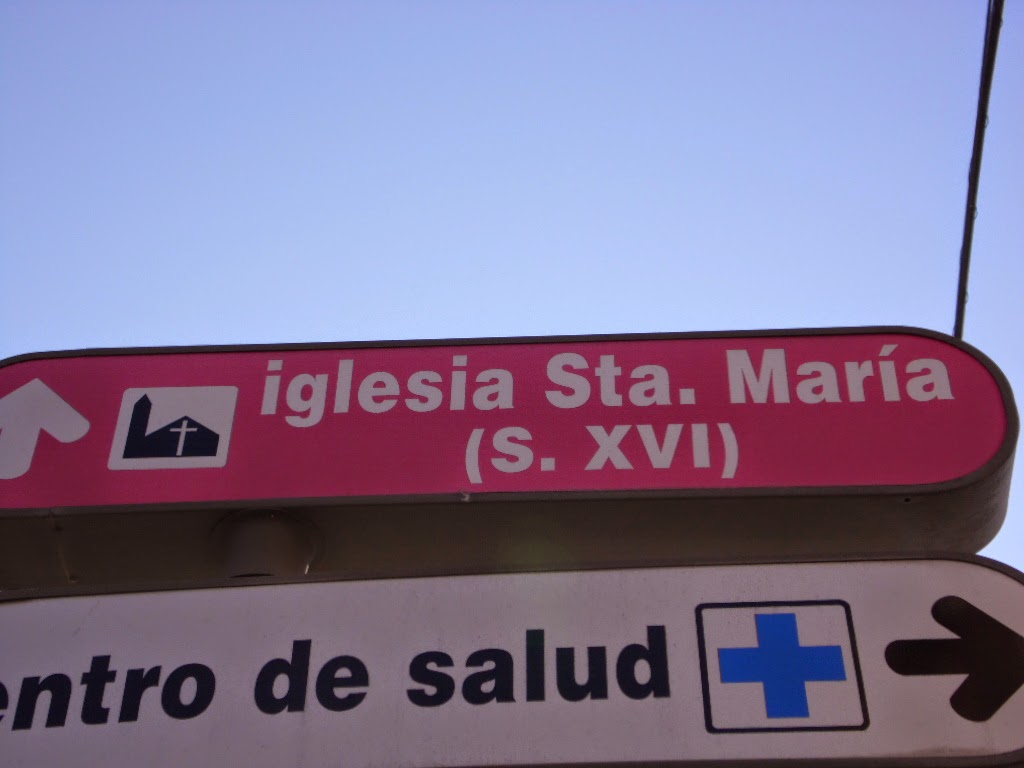 iglesia Sta. María
(S. XVI)
entro de salud